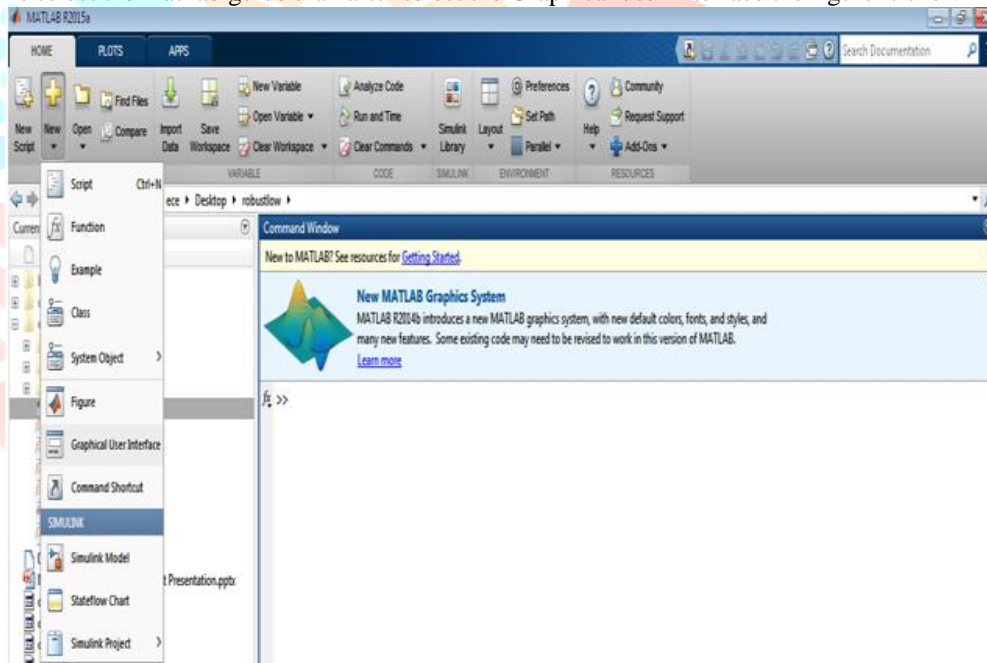 MATLAB R2015a
HOME PLOTS APPS
Search Documentation
New Script
New
Open
Find Files
Compare
Import Data
Save Workspace
New Variable
Open Variable
Clear Workspace
Analyze Code
Run and Time
Clear Commands
Simulink Library
Layout
Preferences
Set Path
Parallel
Help
Community
Request Support
Add-Ons
VARIABLE CODE SIMULINK ENVIRONMENT RESOURCES
ece Desktop robustlow
Script Ctrl+N
Function
Example
Class
System Object
Figure
Graphical User Interface
Command Shortcut
SIMULINK
Simulink Model
Stateflow Chart
Simulink Project
t Presentation.pptx
Command Window
New to MATLAB? See resources for Getting Started.
New MATLAB Graphics System
MATLAB R2014b introduces a new MATLAB graphics system, with new default colors, fonts, and styles, and
many new features. Some existing code may need to be revised to work in this version of MATLAB.
Learn more
fx >>